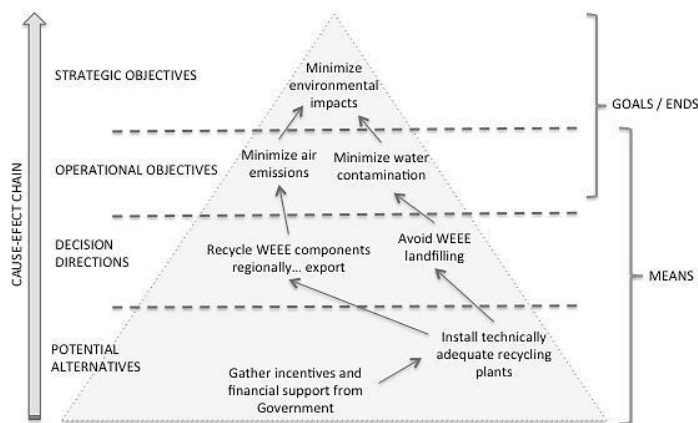 CAUSE-EFFECT CHAIN
STRATEGIC OBJECTIVES
Minimize
environmental
impacts
GOALS / ENDS
OPERATIONAL OBJECTIVES
Minimize air
emissions
Minimize water
contamination
DECISION
DIRECTIONS
Recycle WEEE components
regionally... export
Avoid WEEE
landfilling
MEANS
POTENTIAL
ALTERNATIVES
Gather incentives and
financial support from
Government
Install technically
adequate recycling
plants